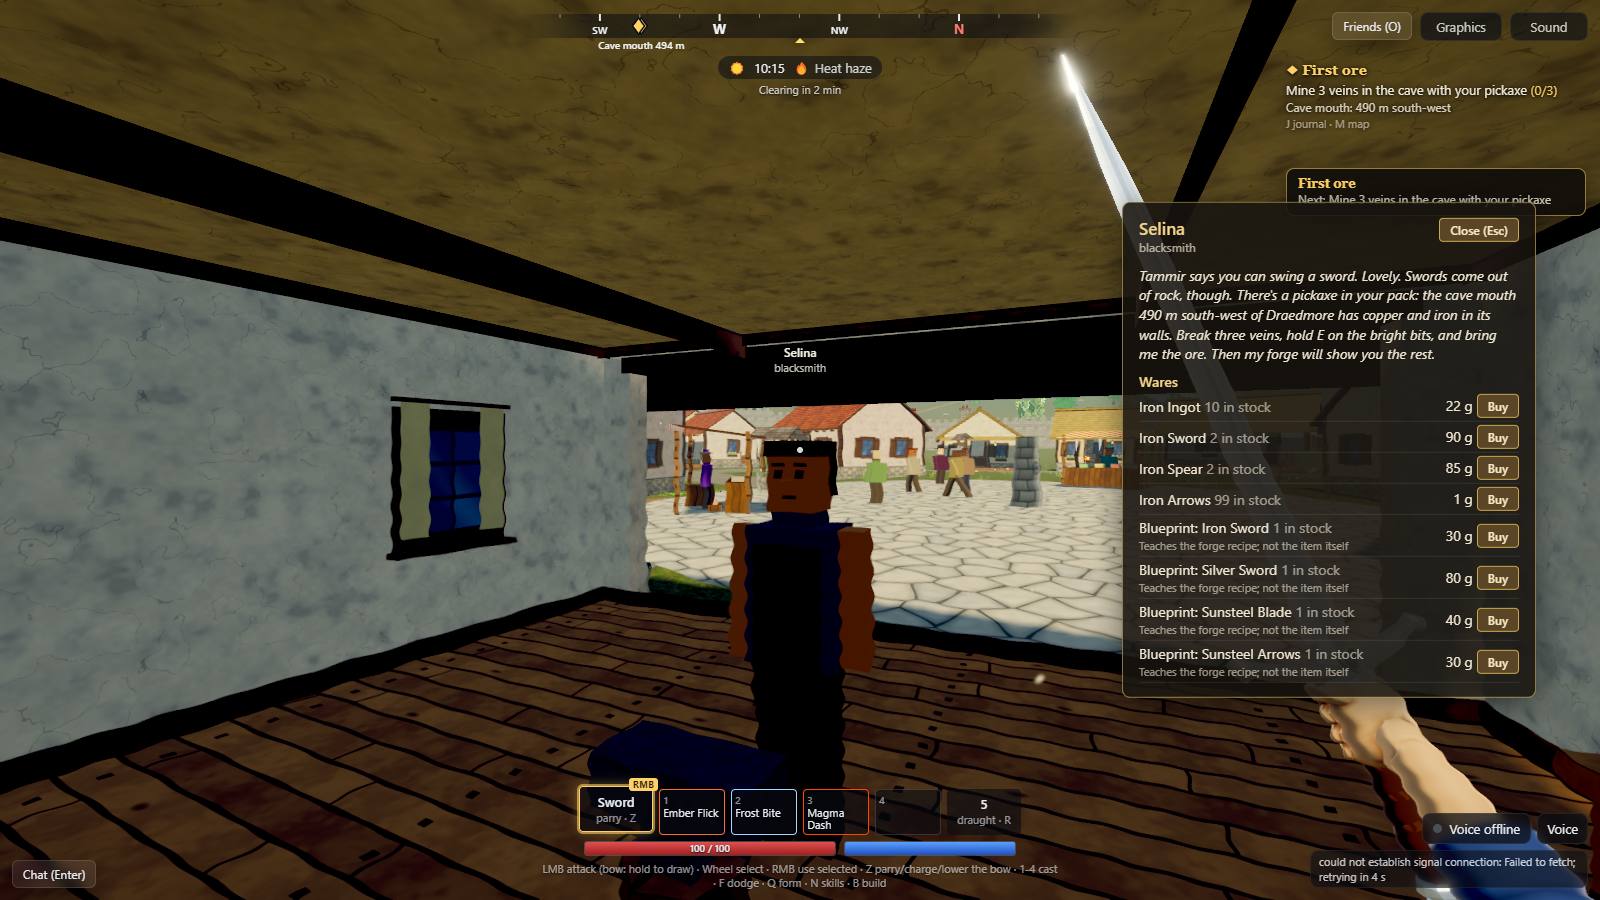 SW
W
NW
N
Cave mouth 494 m
10:15 Heat haze
Clearing in 2 min
Friends (O)
Graphics
Sound
◆ First ore
Mine 3 veins in the cave with your pickaxe (0/3)
Cave mouth: 490 m south-west
J journal · M map
First ore
Next: Mine 3 veins in the cave with your pickaxe
Selina
blacksmith
Close (Esc)
Tammir says you can swing a sword. Lovely. Swords come out
of rock, though. There's a pickaxe in your pack: the cave mouth
490 m south-west of Draedmore has copper and iron in its
walls. Break three veins, hold E on the bright bits, and bring
me the ore. Then my forge will show you the rest.
Wares
Iron Ingot 10 in stock 22 g Buy
Iron Sword 2 in stock 90 g Buy
Iron Spear 2 in stock 85 g Buy
Iron Arrows 99 in stock 1 g Buy
Blueprint: Iron Sword 1 in stock 30 g Buy
Teaches the forge recipe; not the item itself
Blueprint: Silver Sword 1 in stock 80 g Buy
Teaches the forge recipe; not the item itself
Blueprint: Sunsteel Blade 1 in stock 40 g Buy
Teaches the forge recipe; not the item itself
Blueprint: Sunsteel Arrows 1 in stock 30 g Buy
Teaches the forge recipe; not the item itself
Selina
blacksmith
RMB
Sword
parry · Z
1
Ember Flick
2
Frost Bite
3
Magma
Dash
4
5
draught · R
100 / 100
LMB attack (bow: hold to draw) · Wheel select · RMB use selected · Z parry/charge/lower the bow · 1-4 cast
· F dodge · Q form · N skills · B build
Chat (Enter)
Voice offline
Voice
could not establish signal connection: Failed to fetch;
retrying in 4 s